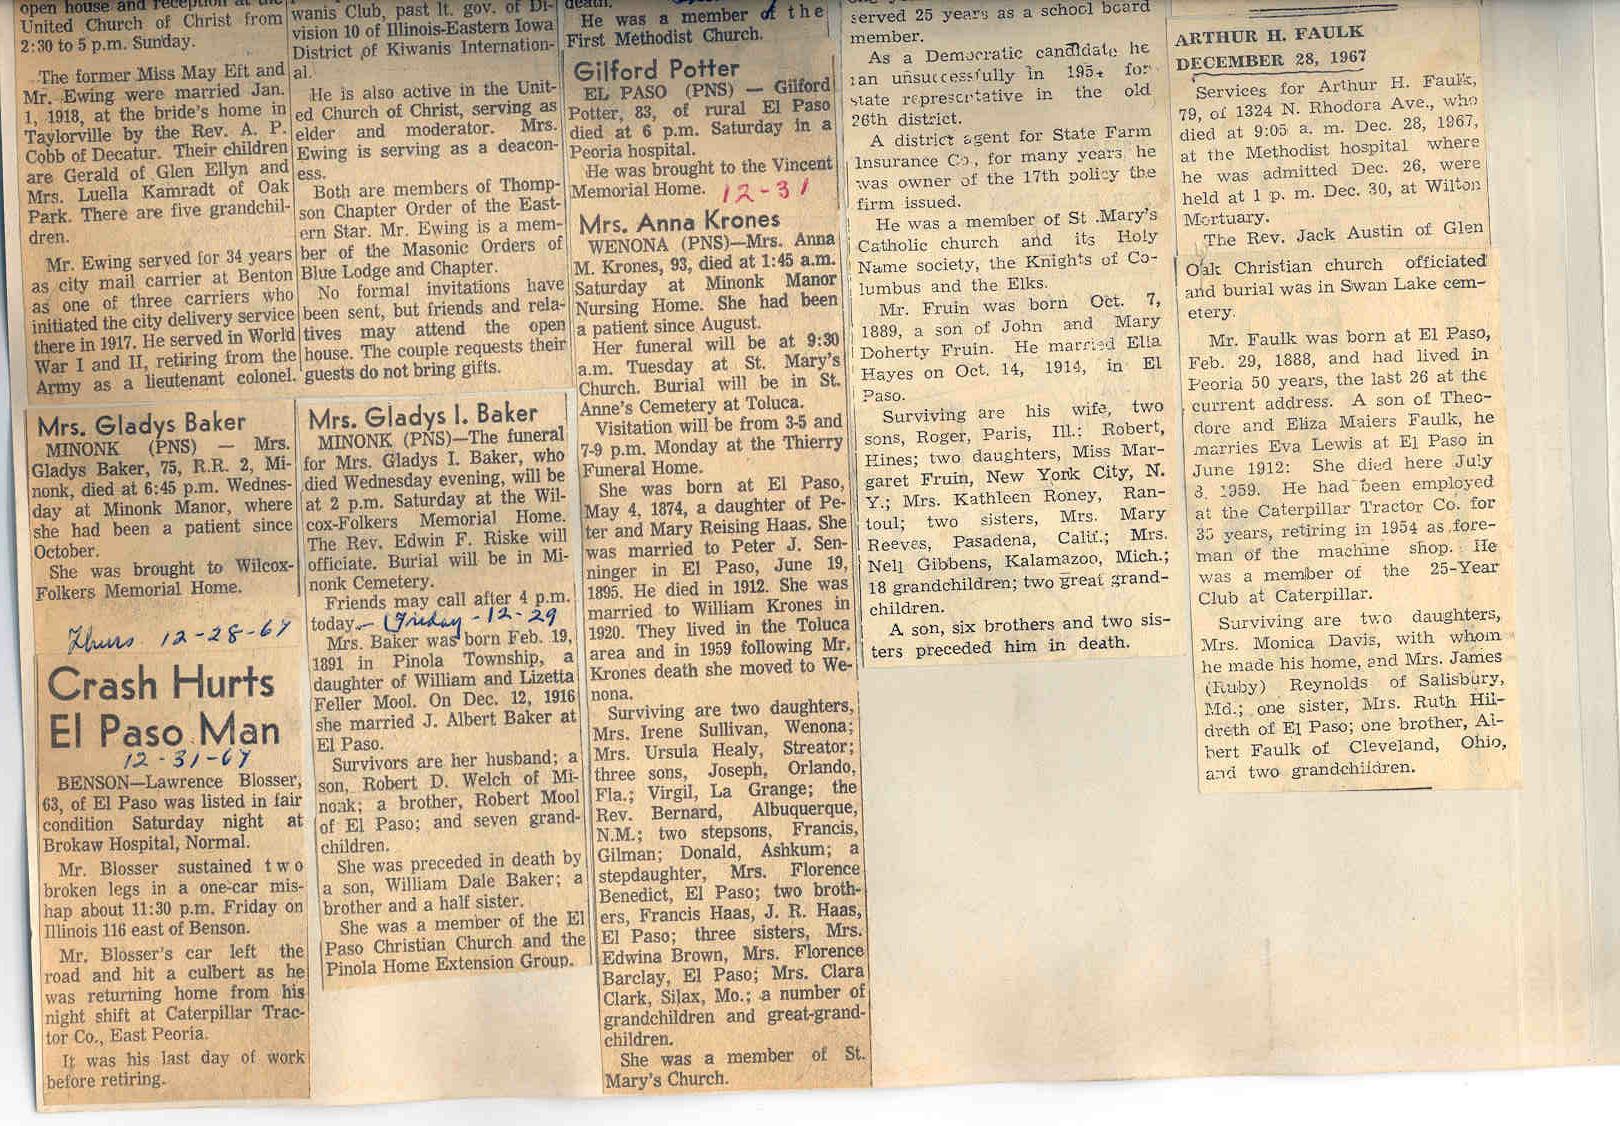 open house and reception at the
United Church of Christ from
2:30 to 5 p.m. Sunday.
The former Miss May Eft and
Mr. Ewing were married Jan.
1, 1918, at the bride's home in
Taylorville by the Rev. A. P.
Cobb of Decatur. Their children
are Gerald of Glen Ellyn and
Mrs. Luella Kamradt of Oak
Park. There are five grandchil-
dren.
Mr. Ewing served for 34 years
as city mail carrier at Benton
as one of three carriers who
initiated the city delivery service
there in 1917. He served in World
War I and II, retiring from the
Army as a lieutenant colonel.
wanis Club, past lt. gov. of Di-
vision 10 of Illinois-Eastern Iowa
District of Kiwanis Internation-
al.
He is also active in the Unit-
ed Church of Christ, serving as
elder and moderator. Mrs.
Ewing is serving as a deacon-
ess.
Both are members of Thomp-
son Chapter Order of the East-
ern Star. Mr. Ewing is a mem-
ber of the Masonic Orders of
Blue Lodge and Chapter.
No formal invitations have
been sent, but friends and rela-
tives may attend the open
house. The couple requests their
guests do not bring gifts.
Mrs. Gladys Baker
MINONK (PNS) — Mrs.
Gladys Baker, 75, R.R. 2, Mi-
nonk, died at 6:45 p.m. Wednes-
day at Minonk Manor, where
she had been a patient since
October.
She was brought to Wilcox-
Folkers Memorial Home.
Thurs. 12-28-67
Crash Hurts
El Paso Man
12-31-67
BENSON—Lawrence Blosser,
63, of El Paso was listed in fair
condition Saturday night at
Brokaw Hospital, Normal.
Mr. Blosser sustained two
broken legs in a one-car mis-
hap about 11:30 p.m. Friday on
Illinois 116 east of Benson.
Mr. Blosser's car left the
road and hit a culbert as he
was returning home from his
night shift at Caterpillar Trac-
tor Co., East Peoria.
It was his last day of work
before retiring.
Mrs. Gladys I. Baker
MINONK (PNS)—The funeral
for Mrs. Gladys I. Baker, who
died Wednesday evening, will be
at 2 p.m. Saturday at the Wil-
cox-Folkers Memorial Home.
The Rev. Edwin F. Riske will
officiate. Burial will be in Mi-
nonk Cemetery.
Friends may call after 4 p.m.
today. — (Friday - 12-29
Mrs. Baker was born Feb. 19,
1891 in Pinola Township, a
daughter of William and Lizetta
Feller Mool. On Dec. 12, 1916
she married J. Albert Baker at
El Paso.
Survivors are her husband; a
son, Robert D. Welch of Mi-
nonk; a brother, Robert Mool
of El Paso; and seven grand-
children.
She was preceded in death by
a son, William Dale Baker; a
brother and a half sister.
She was a member of the El
Paso Christian Church and the
Pinola Home Extension Group.
death.
He was a member of the
First Methodist Church.
Gilford Potter
EL PASO (PNS) — Gilford
Potter, 83, of rural El Paso
died at 6 p.m. Saturday in a
Peoria hospital.
He was brought to the Vincent
Memorial Home. 12-31
Mrs. Anna Krones
WENONA (PNS)—Mrs. Anna
M. Krones, 93, died at 1:45 a.m.
Saturday at Minonk Manor
Nursing Home. She had been
a patient since August.
Her funeral will be at 9:30
a.m. Tuesday at St. Mary's
Church. Burial will be in St.
Anne's Cemetery at Toluca.
Visitation will be from 3-5 and
7-9 p.m. Monday at the Thierry
Funeral Home.
She was born at El Paso,
May 4, 1874, a daughter of Pe-
ter and Mary Reising Haas. She
was married to Peter J. Sen-
ninger in El Paso, June 19,
1895. He died in 1912. She was
married to William Krones in
1920. They lived in the Toluca
area and in 1959 following Mr.
Krones death she moved to We-
nona.
Surviving are two daughters,
Mrs. Irene Sullivan, Wenona;
Mrs. Ursula Healy, Streator;
three sons, Joseph, Orlando,
Fla.; Virgil, La Grange; the
Rev. Bernard, Albuquerque,
N.M.; two stepsons, Francis,
Gilman; Donald, Ashkum; a
stepdaughter, Mrs. Florence
Benedict, El Paso; two broth-
ers, Francis Haas, J. R. Haas,
El Paso; three sisters, Mrs.
Edwina Brown, Mrs. Florence
Barclay, El Paso; Mrs. Clara
Clark, Silax, Mo.; a number of
grandchildren and great-grand-
children.
She was a member of St.
Mary's Church.
served 25 years as a school board
member.
As a Democratic candidate he
ran unsuccessfully in 1954 for
state representative in the old
26th district.
A district agent for State Farm
Insurance Co., for many years he
was owner of the 17th policy the
firm issued.
He was a member of St .Mary's
Catholic church and its Holy
Name society, the Knights of Co-
lumbus and the Elks.
Mr. Fruin was born Oct. 7,
1889, a son of John and Mary
Doherty Fruin. He married Ella
Hayes on Oct. 14, 1914, in El
Paso.
Surviving are his wife, two
sons, Roger, Paris, Ill.: Robert,
Hines; two daughters, Miss Mar-
garet Fruin, New York City, N.
Y.; Mrs. Kathleen Roney, Ran-
toul; two sisters, Mrs. Mary
Reeves, Pasadena, Calif.; Mrs.
Nell Gibbens, Kalamazoo, Mich.;
18 grandchildren; two great grand-
children.
A son, six brothers and two sis-
ters preceded him in death.
ARTHUR H. FAULK
DECEMBER 28, 1967
Services for Arthur H. Faulk,
79, of 1324 N. Rhodora Ave., who
died at 9:05 a. m. Dec. 28, 1967,
at the Methodist hospital where
he was admitted Dec. 26, were
held at 1 p. m. Dec. 30, at Wilton
Mortuary.
The Rev. Jack Austin of Glen
Oak Christian church officiated
and burial was in Swan Lake cem-
etery.
Mr. Faulk was born at El Paso,
Feb. 29, 1888, and had lived in
Peoria 50 years, the last 26 at the
current address. A son of Theo-
dore and Eliza Maiers Faulk, he
marries Eva Lewis at El Paso in
June 1912: She died here July
3, 1959. He had been employed
at the Caterpillar Tractor Co. for
35 years, retiring in 1954 as fore-
man of the machine shop. He
was a member of the 25-Year
Club at Caterpillar.
Surviving are two daughters,
Mrs. Monica Davis, with whom
he made his home, and Mrs. James
(Ruby) Reynolds of Salisbury,
Md.; one sister, Mrs. Ruth Hil-
dreth of El Paso; one brother, Al-
bert Faulk of Cleveland, Ohio,
and two grandchildren.